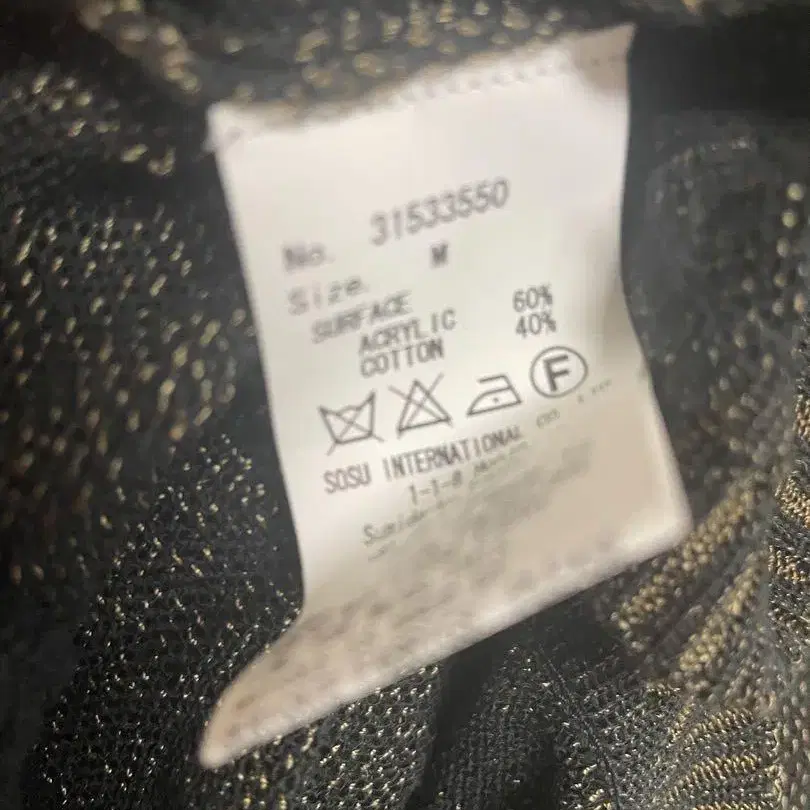 No. 31533550
Size. M
SURFACE
ACRYLIC 60%
COTTON 40%
F
SOSU INTERNATIONAL
1-1-8